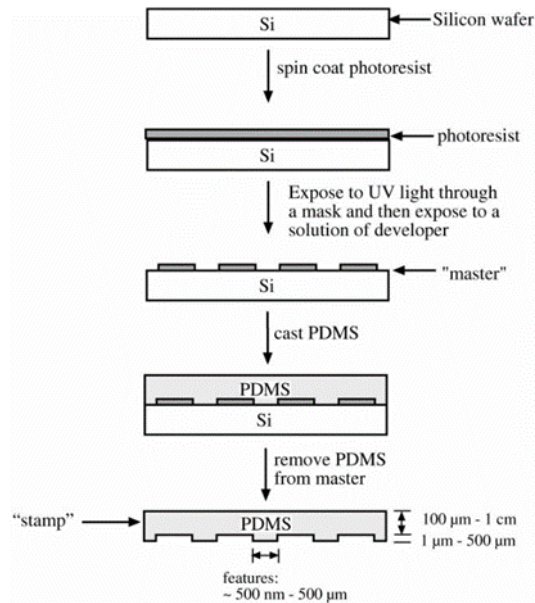 Si
Silicon wafer
spin coat photoresist
photoresist
Si
Expose to UV light through
a mask and then expose to a
solution of developer
"master"
Si
cast PDMS
PDMS
Si
remove PDMS
from master
“stamp”
PDMS
100 µm - 1 cm
1 µm - 500 µm
features:
~ 500 nm - 500 µm